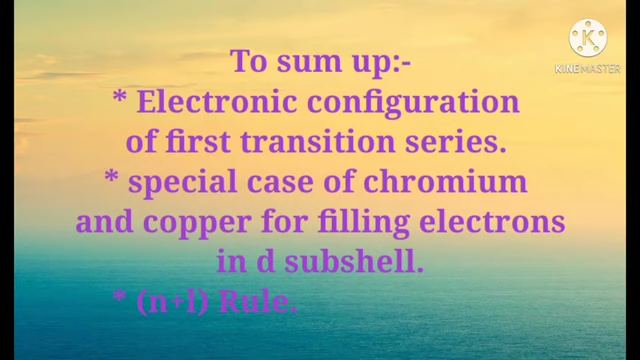 To sum up:-
* Electronic configuration
of first transition series.
* special case of chromium
and copper for filling electrons
in d subshell.
* (n+l) Rule.
K
KINEMASTER